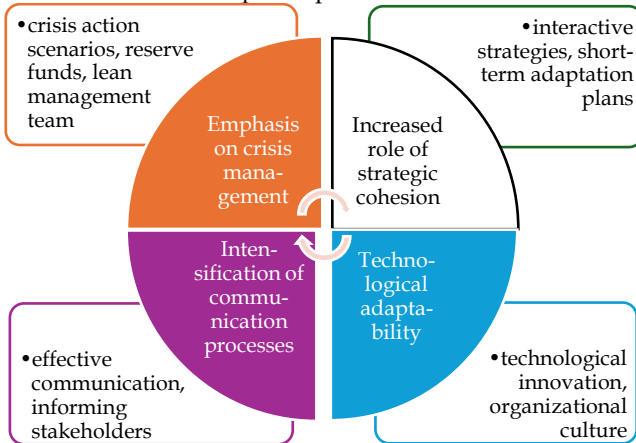 •crisis action
scenarios, reserve
funds, lean
management
team
•interactive
strategies, short-
term adaptation
plans
Emphasis
on crisis
mana-
gement
Increased
role of
strategic
cohesion
Inten-
sification of
commu-
nication
processes
Techno-
logical
adapta-
bility
•effective
communication,
informing
stakeholders
•technological
innovation,
organizational
culture